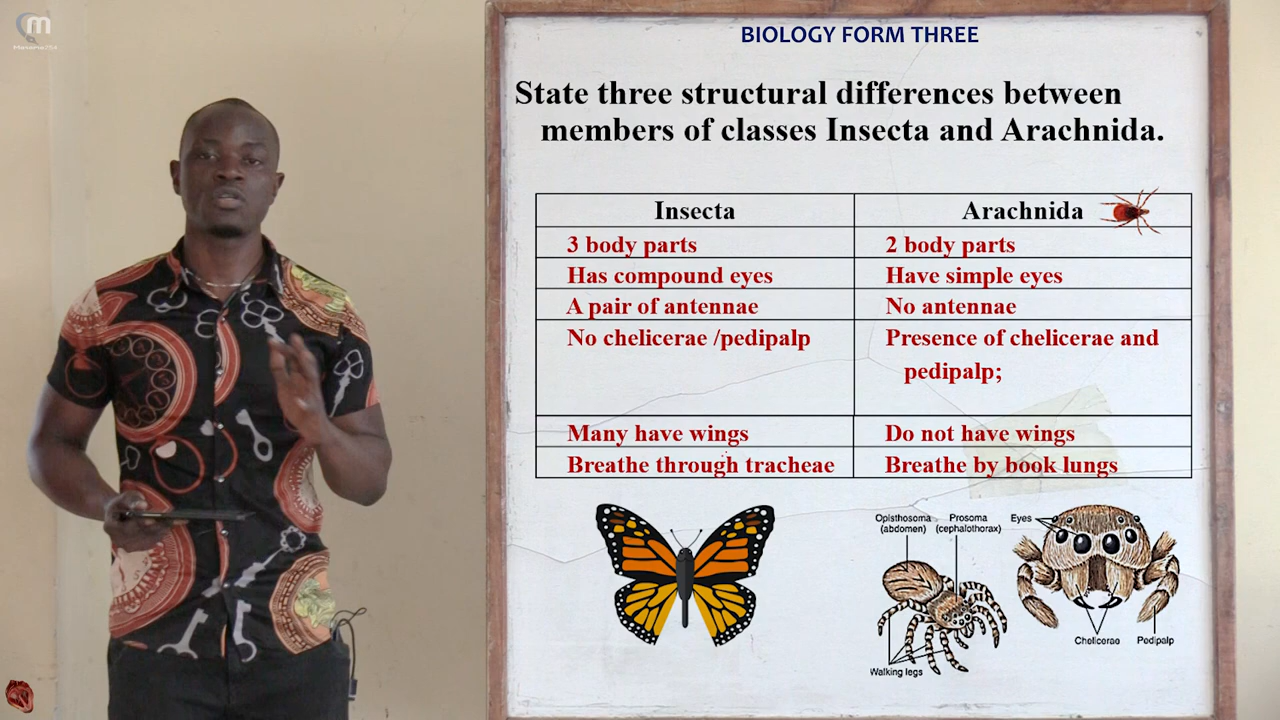 BIOLOGY FORM THREE
State three structural differences between
members of classes Insecta and Arachnida.
Insecta Arachnida
3 body parts 2 body parts
Has compound eyes Have simple eyes
A pair of antennae No antennae
No chelicerae /pedipalp Presence of chelicerae and
pedipalp;
Many have wings Do not have wings
Breathe through tracheae Breathe by book lungs
Opisthosoma Prosoma
(abdomen) (cephalothorax)
Eyes
Chelicerae Pedipalp
Walking legs